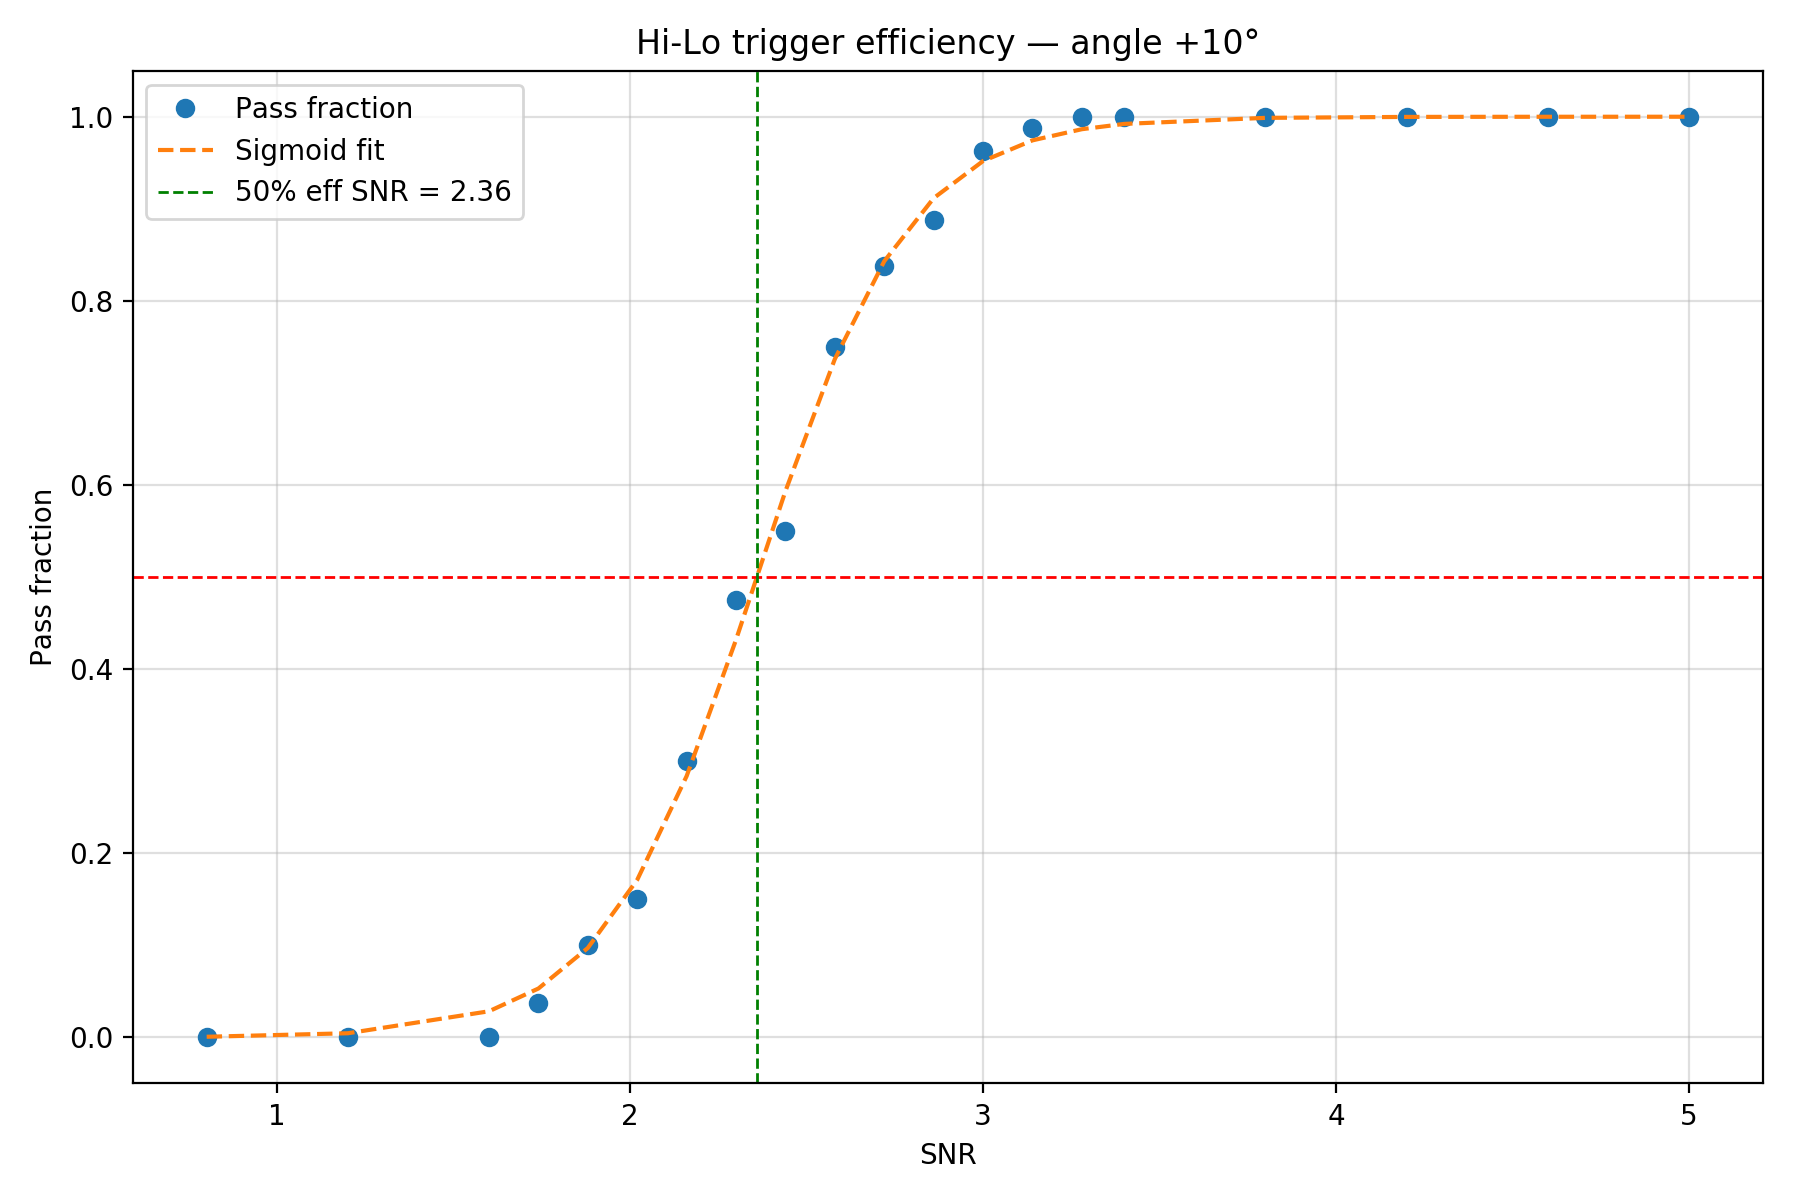 Hi-Lo trigger efficiency — angle +10°
Pass fraction
Sigmoid fit
50% eff SNR = 2.36
Pass fraction
1.0
0.8
0.6
0.4
0.2
0.0
1 2 3 4 5
SNR